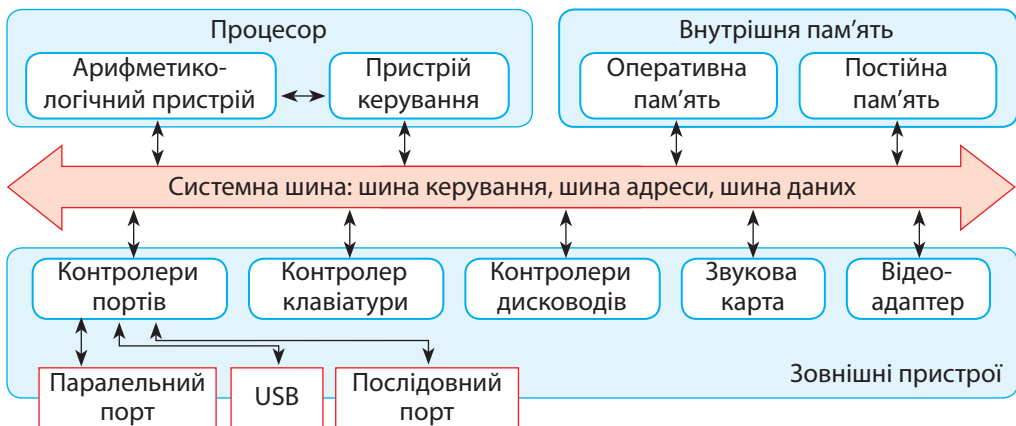 Процесор
Внутрішня пам’ять
Арифметико-
логічний пристрій
Пристрій
керування
Оперативна
пам’ять
Постійна
пам’ять
Системна шина: шина керування, шина адреси, шина даних
Контролери
портів
Контролер
клавіатури
Контролери
дисководів
Звукова
карта
Відео-
адаптер
Зовнішні пристрої
Паралельний
порт
USB
Послідовний
порт